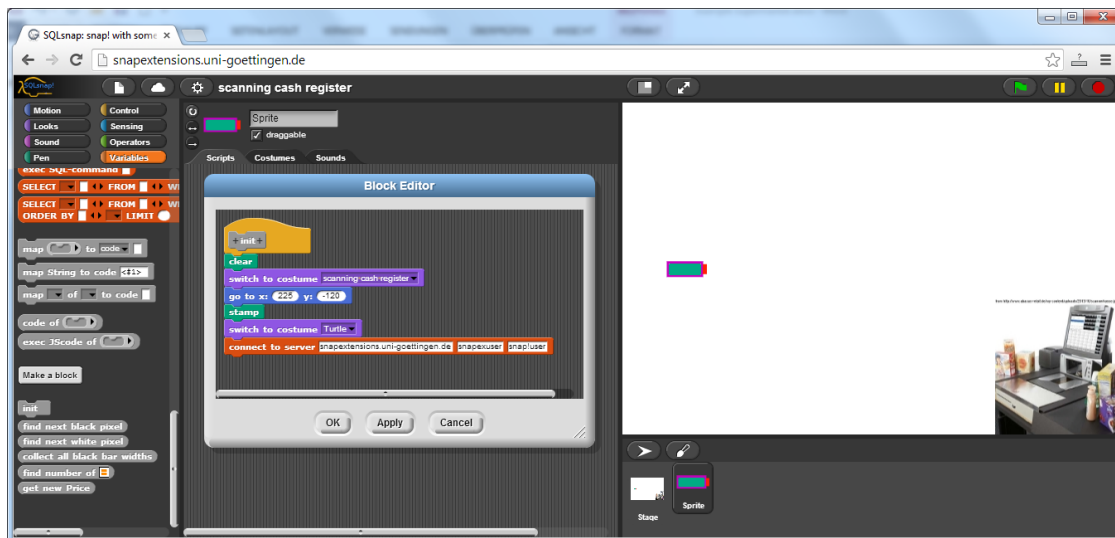 SQLsnap: snap! with some
snapextensions.uni-goettingen.de
SQLsnap!
scanning cash register
Motion Control
Looks Sensing
Sound Operators
Pen Variables
exec SQL-command
SELECT FROM WI
SELECT FROM WI
ORDER BY LIMIT
map to code
map String to code <#1>
map of to code
code of
exec JScode of
Make a block
init
find next black pixel
find next white pixel
collect all black bar widths
find number of
get new Price
Sprite
draggable
Scripts Costumes Sounds
Block Editor
+ init +
clear
switch to costume scanning cash register
go to x: 225 y: -120
stamp
switch to costume Turtle
connect to server snapextensions.uni-goettingen.de snapexuser snap!user
OK Apply Cancel
Stage
Sprite